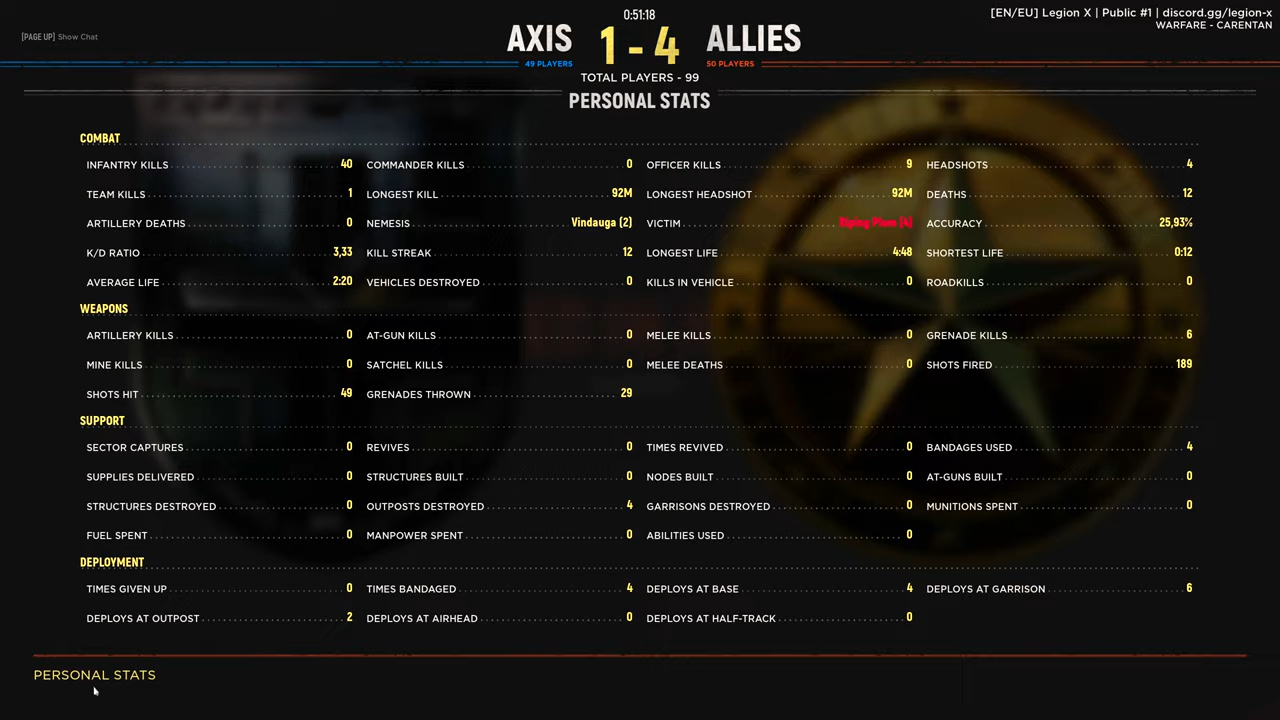 0:51:18
[EN/EU] Legion X | Public #1 | discord.gg/legion-x
WARFARE - CARENTAN
[PAGE UP] Show Chat
AXIS 1 - 4 ALLIES
49 PLAYERS 50 PLAYERS
TOTAL PLAYERS - 99
PERSONAL STATS
COMBAT
INFANTRY KILLS 40 COMMANDER KILLS 0 OFFICER KILLS 9 HEADSHOTS 4
TEAM KILLS 1 LONGEST KILL 92M LONGEST HEADSHOT 92M DEATHS 12
ARTILLERY DEATHS 0 NEMESIS Vindauga (2) VICTIM ACCURACY 25,93%
K/D RATIO 3,33 KILL STREAK 12 LONGEST LIFE 4:48 SHORTEST LIFE 0:12
AVERAGE LIFE 2:20 VEHICLES DESTROYED 0 KILLS IN VEHICLE 0 ROADKILLS 0
WEAPONS
ARTILLERY KILLS 0 AT-GUN KILLS 0 MELEE KILLS 0 GRENADE KILLS 6
MINE KILLS 0 SATCHEL KILLS 0 MELEE DEATHS 0 SHOTS FIRED 189
SHOTS HIT 49 GRENADES THROWN 29
SUPPORT
SECTOR CAPTURES 0 REVIVES 0 TIMES REVIVED 0 BANDAGES USED 4
SUPPLIES DELIVERED 0 STRUCTURES BUILT 0 NODES BUILT 0 AT-GUNS BUILT 0
STRUCTURES DESTROYED 0 OUTPOSTS DESTROYED 4 GARRISONS DESTROYED 0 MUNITIONS SPENT 0
FUEL SPENT 0 MANPOWER SPENT 0 ABILITIES USED 0
DEPLOYMENT
TIMES GIVEN UP 0 TIMES BANDAGED 4 DEPLOYS AT BASE 4 DEPLOYS AT GARRISON 6
DEPLOYS AT OUTPOST 2 DEPLOYS AT AIRHEAD 0 DEPLOYS AT HALF-TRACK 0
PERSONAL STATS